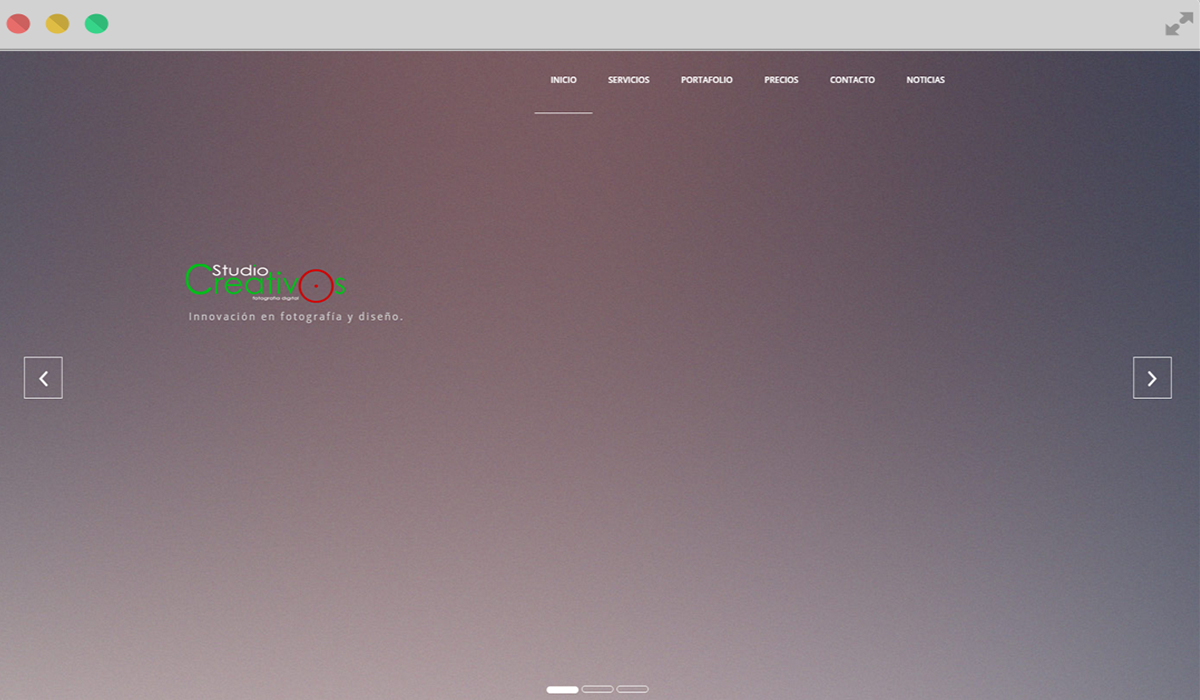 INICIO SERVICIOS PORTAFOLIO PRECIOS CONTACTO NOTICIAS
Studio
Creativos
fotografía digital
Innovación en fotografía y diseño.